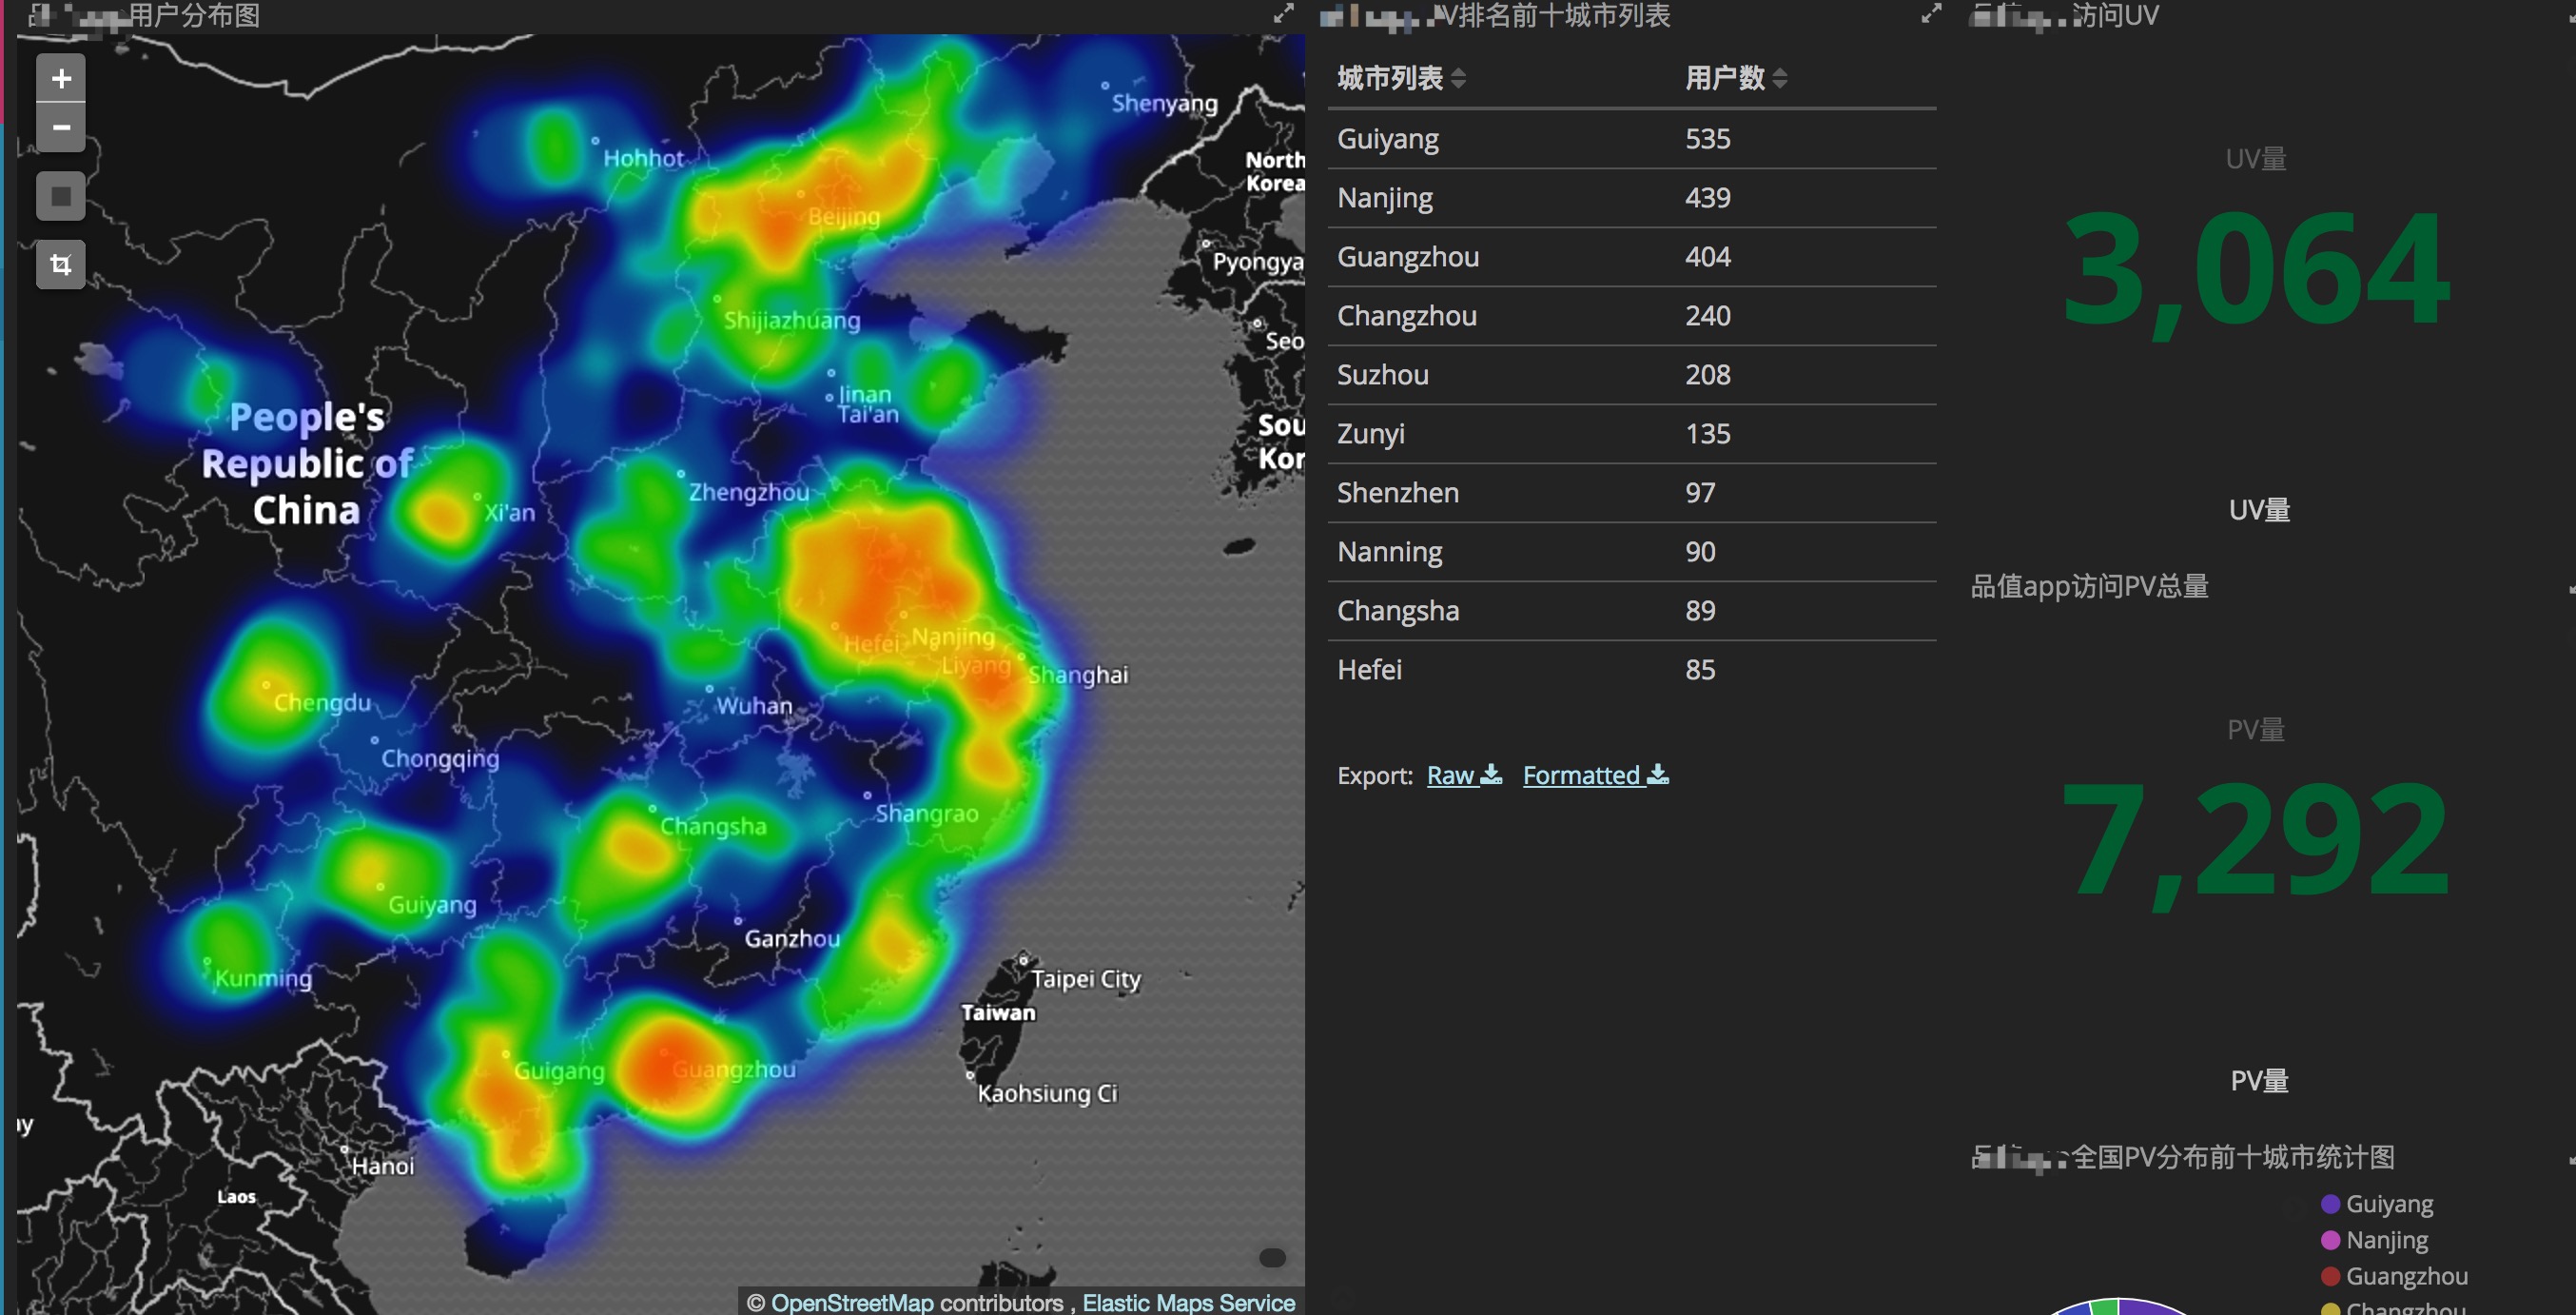 用户分布图
+
−
Shenyang
Hohhot
North
Korea
Beijing
Pyongya
Shijiazhuang
Seo
Jinan
Tai'an
People's
Republic of
China
Sou
Kor
Zhengzhou
Xi'an
Hefei
Nanjing
Liyang
Shanghai
Chengdu
Wuhan
Chongqing
Shangrao
Changsha
Guiyang
Ganzhou
Kunming
Taipei City
Taiwan
Guigang
Guangzhou
Kaohsiung Ci
ay
Hanoi
Laos
© OpenStreetMap contributors , Elastic Maps Service
V排名前十城市列表
城市列表 用户数
Guiyang 535
Nanjing 439
Guangzhou 404
Changzhou 240
Suzhou 208
Zunyi 135
Shenzhen 97
Nanning 90
Changsha 89
Hefei 85
Export: Raw Formatted
访问UV
UV量
3,064
UV量
品值app访问PV总量
PV量
7,292
PV量
全国PV分布前十城市统计图
Guiyang
Nanjing
Guangzhou
Changzhou